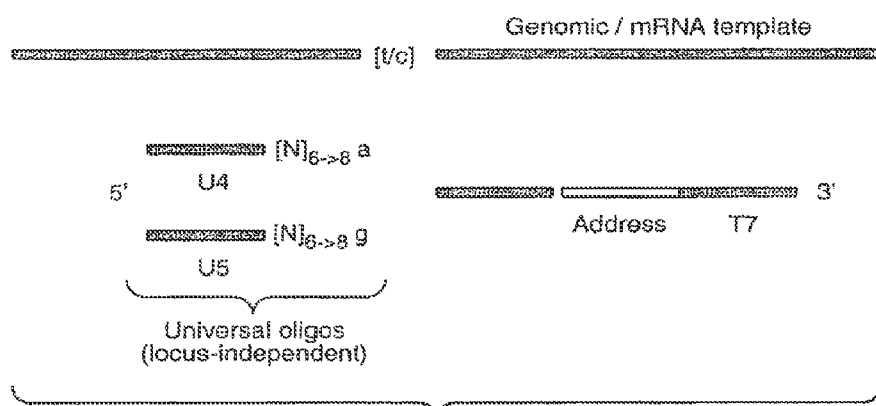 Genomic / mRNA template
[t/c]
[N]6->8 a
U4
5'
3'
Address
T7
[N]6->8 g
U5
Universal oligos
(locus-independent)